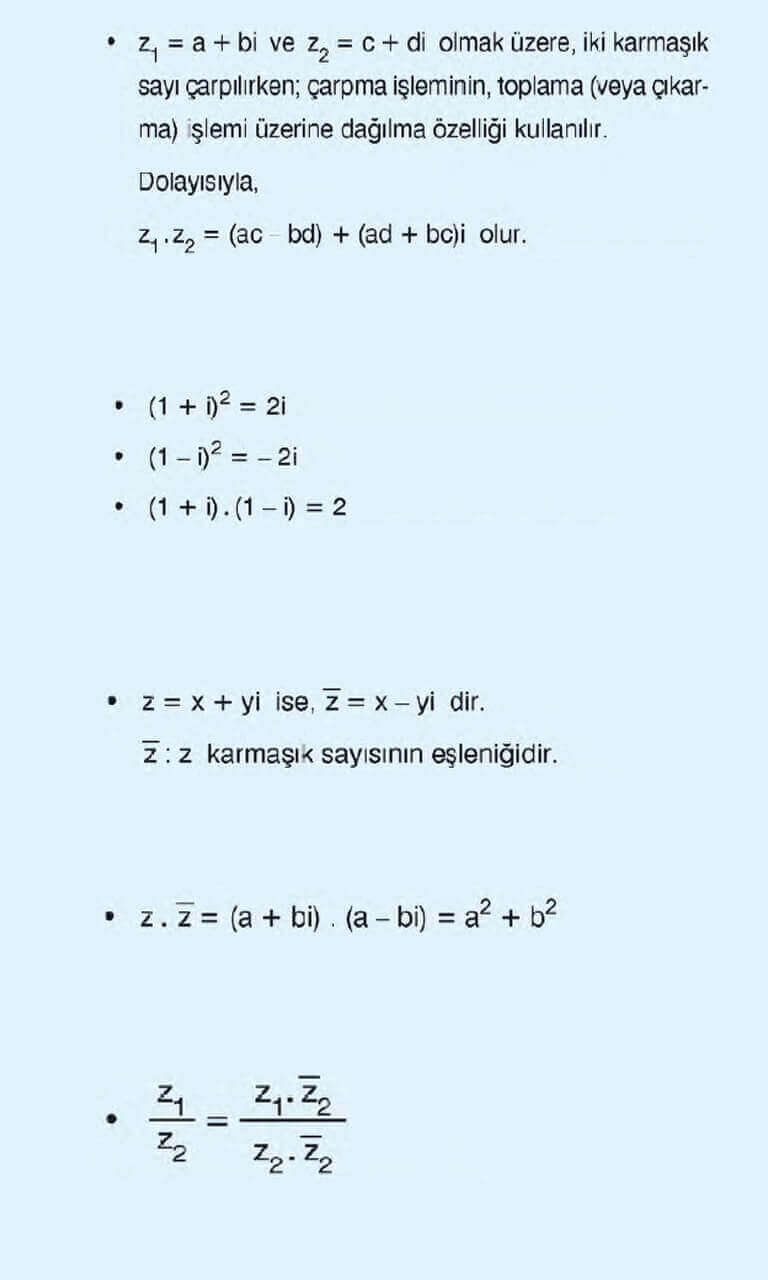 • z₁ = a + bi ve z₂ = c + di olmak üzere, iki karmaşık
sayı çarpılırken; çarpma işleminin, toplama (veya çıkar-
ma) işlemi üzerine dağılma özelliği kullanılır.
Dolayısıyla,
z₁.z₂ = (ac - bd) + (ad + bc)i olur.
• (1 + i)² = 2i
• (1 – i)² = – 2i
• (1 + i).(1 – i) = 2
• z = x + yi ise, z̅ = x – yi dir.
z̅ : z karmaşık sayısının eşleniğidir.
• z . z̅ = (a + bi) . (a – bi) = a² + b²
• z₁/z₂ = z₁.z̅₂/z₂.z̅₂